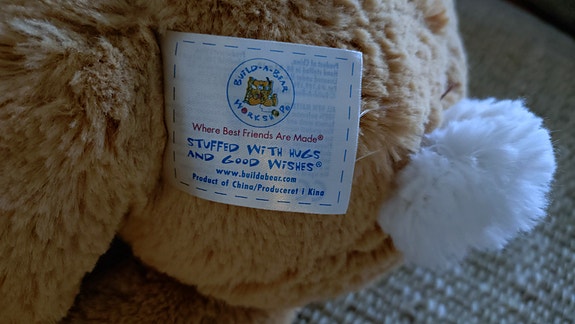 BUILD-A-BEAR
WORKSHOP®
Where Best Friends Are Made®
STUFFED WITH HUGS
AND GOOD WISHES®
www.buildabear.com
Product of China/Produceret i Kina